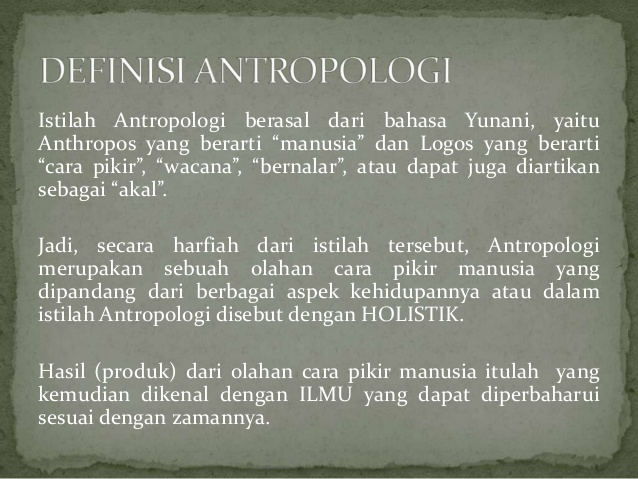 DEFINISI ANTROPOLOGI
Istilah Antropologi berasal dari bahasa Yunani, yaitu
Anthropos yang berarti “manusia” dan Logos yang berarti
“cara pikir”, “wacana”, “bernalar”, atau dapat juga diartikan
sebagai “akal”.
Jadi, secara harfiah dari istilah tersebut, Antropologi
merupakan sebuah olahan cara pikir manusia yang
dipandang dari berbagai aspek kehidupannya atau dalam
istilah Antropologi disebut dengan HOLISTIK.
Hasil (produk) dari olahan cara pikir manusia itulah yang
kemudian dikenal dengan ILMU yang dapat diperbaharui
sesuai dengan zamannya.